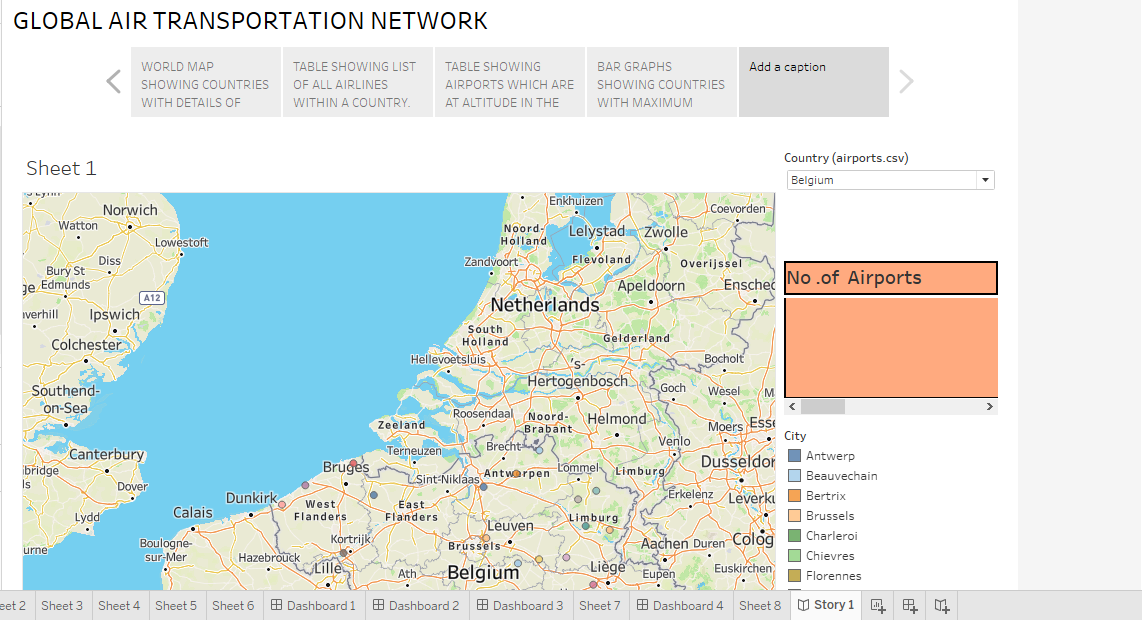 GLOBAL AIR TRANSPORTATION NETWORK
WORLD MAP
SHOWING COUNTRIES
WITH DETAILS OF
TABLE SHOWING LIST
OF ALL AIRLINES
WITHIN A COUNTRY.
TABLE SHOWING
AIRPORTS WHICH ARE
AT ALTITUDE IN THE
BAR GRAPHS
SHOWING COUNTRIES
WITH MAXIMUM
Add a caption
Sheet 1
Norwich
Watton
Lowestoft
Diss
Bury St
Edmunds
A12
Ipswich
Colchester
Southend-
on-Sea
Canterbury
Dover
Lydd
Enkhuizen
Coevorden
Noord-
Holland
Lelystad
Zwolle
Zandvoort
Flevoland
Overijssel
Apeldoorn
Netherlands
South
Holland
Gelderland
Hellevoetsluis
's-
Hertogenbosch
Bocholt
Goch
Wesel
Roosendaal
Noord-
Brabant
Helmond
Moers
Zeeland
Brecht
Venlo
Terneuzen
Bruges
Sint-Niklaas
Antwerpen
Lommel
Limburg
Dusseldor
Dunkirk
West
Flanders
East
Flanders
Erkelenz
Leverku
Calais
Leuven
Limburg
Boulogne-
sur-Mer
Kortrijk
Brussels
Aachen
Duren
Colog
Hazebrouck
Lille
Ath
Belgium
Liège
Eupen
Euskirchen
Country (airports.csv)
Belgium
No .of Airports
City
Antwerp
Beauvechain
Bertrix
Brussels
Charleroi
Chievres
Florennes
eet 2
Sheet 3
Sheet 4
Sheet 5
Sheet 6
Dashboard 1
Dashboard 2
Dashboard 3
Sheet 7
Dashboard 4
Sheet 8
Story 1